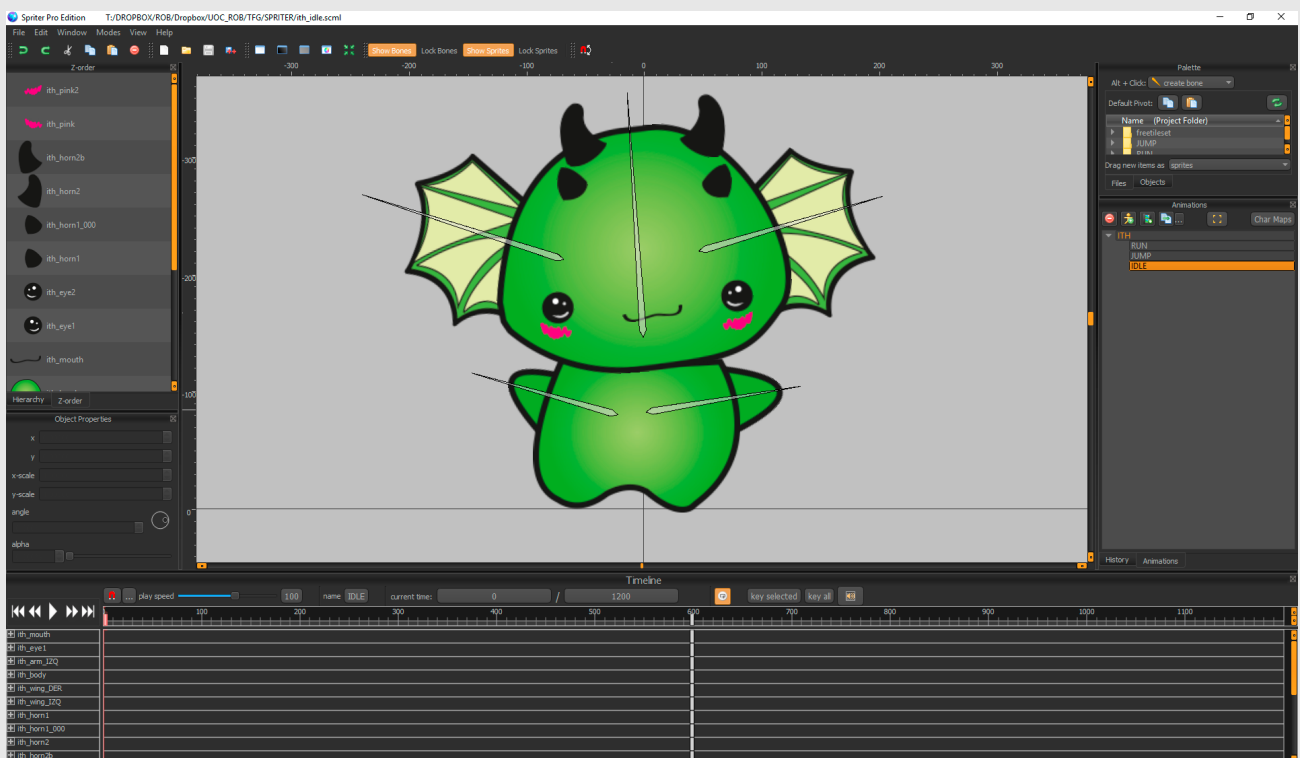 Spriter Pro Edition T:/DROPBOX/ROB/Dropbox/UOC_ROB/TFG/SPRITER/ith_idle.scml
File Edit Window Modes View Help
Show Bones Lock Bones Show Sprites Lock Sprites
Z-order
ith_pink2
ith_pink
ith_horn2b
ith_horn2
ith_horn1_000
ith_horn1
ith_eye2
ith_eye1
ith_mouth
Hierarchy Z-order
Object Properties
x
y
x-scale
y-scale
angle
alpha
-300 -200 -100 0 100 200 300
-300
-200
-100
0
Palette
Alt + Click: create bone
Default Pivot:
Name (Project Folder)
freetileset
JUMP
RUN
Drag new items as sprites
Files Objects
Animations
... Char Maps
ITH
RUN
JUMP
IDLE
History Animations
Timeline
... play speed 100 name IDLE current time: 0 / 1200 key selected key all
100 200 300 400 500 600 700 800 900 1000 1100
ith_mouth
ith_eye1
ith_arm_IZQ
ith_body
ith_wing_DER
ith_wing_IZQ
ith_horn1
ith_horn1_000
ith_horn2
ith_horn2b